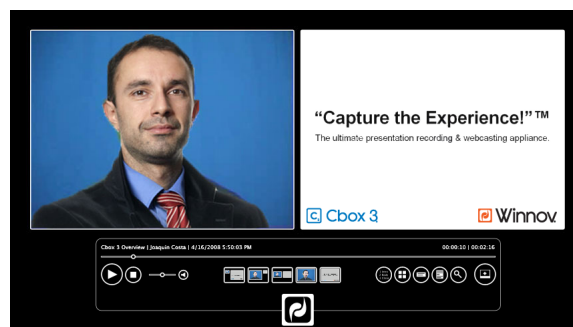 “Capture the Experience!”™
The ultimate presentation recording & webcasting appliance.
C Cbox 3
Winnov.
Cbox 3 Overview | Joaquin Costa | 4/16/2008 5:50:03 PM
00:00:10 | 00:02:16